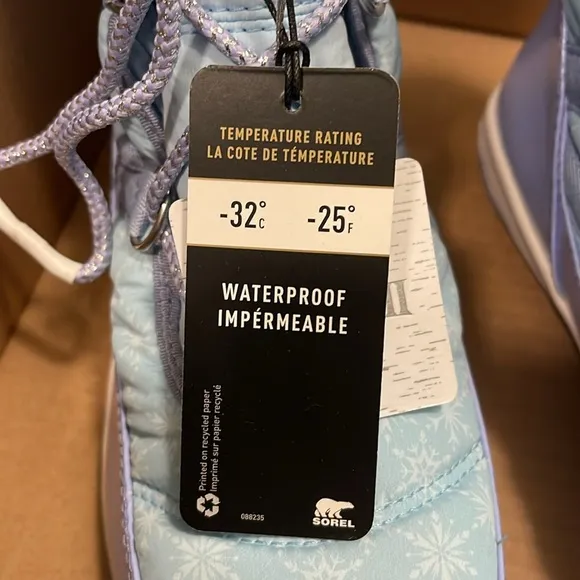 TEMPERATURE RATING
LA COTE DE TÉMPÉRATURE
-32°C -25°F
WATERPROOF
IMPÉRMEABLE
Printed on recycled paper
Imprimé sur papier recyclé
088235
SOREL